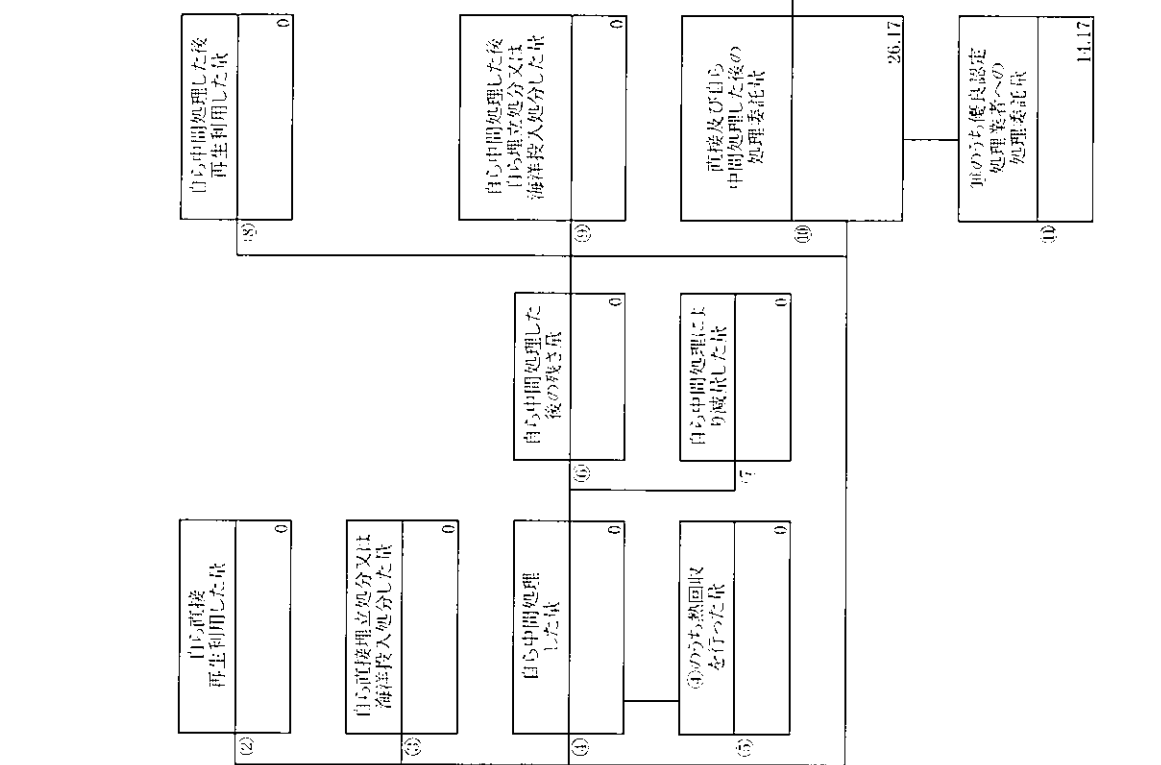 ②
自ら直接
再生利用した量
0
③
自ら直接埋立処分又は
海洋投入処分した量
0
④
自ら中間処理
した量
0
⑤
④のうち熱回収
を行った量
0
⑥
自ら中間処理した
後の残さ量
0
⑦
自ら中間処理によ
り減量した量
0
⑧
自ら中間処理した後
再生利用した量
0
⑨
自ら中間処理した後
自ら埋立処分又は
海洋投入処分した量
0
⑩
直接及び自ら
中間処理した後の
処理委託量
26.17
⑪
⑩のうち優良認定
処理業者への
処理委託量
14.17